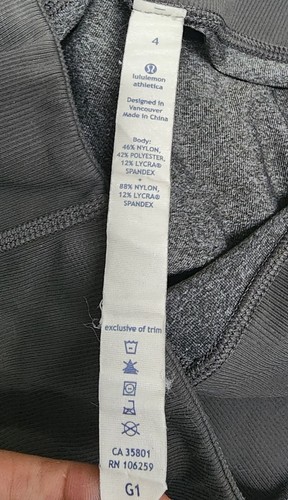 4
lululemon
athletica
Designed in
Vancouver
Made in China
Body:
46% NYLON,
42% POLYESTER,
12% LYCRA®
SPANDEX
+
88% NYLON,
12% LYCRA®
SPANDEX
exclusive of trim
CA 35801
RN 106259
G1